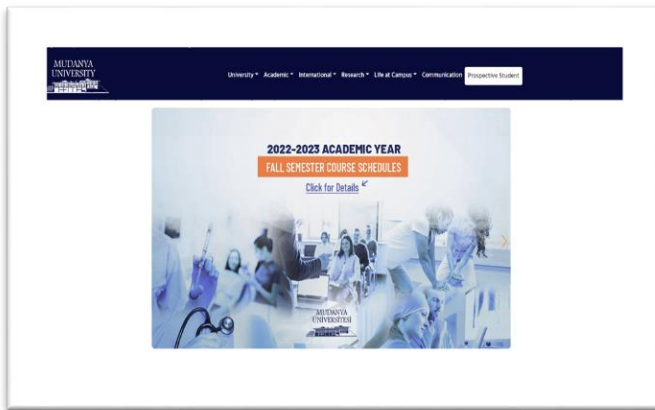 MUDANYA
UNIVERSITY
University Academic International Research Life at Campus Communication Prospective Student
2022-2023 ACADEMIC YEAR
FALL SEMESTER COURSE SCHEDULES
Click for Details
MUDANYA
ÜNİVERSİTESİ